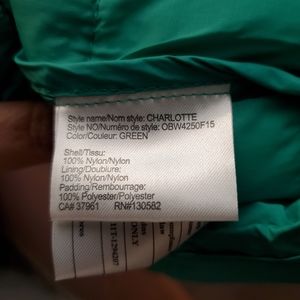 Style name/Nom style: CHARLOTTE
Style NO/Numéro de style: OBW4250F15
Color/Couleur: GREEN
Shell/Tissu:
100% Nylon/Nylon
Lining/Doublure:
100% Nylon/Nylon
Padding/Rembourrage:
100% Polyester/Polyester
CA# 37961 RN#130582